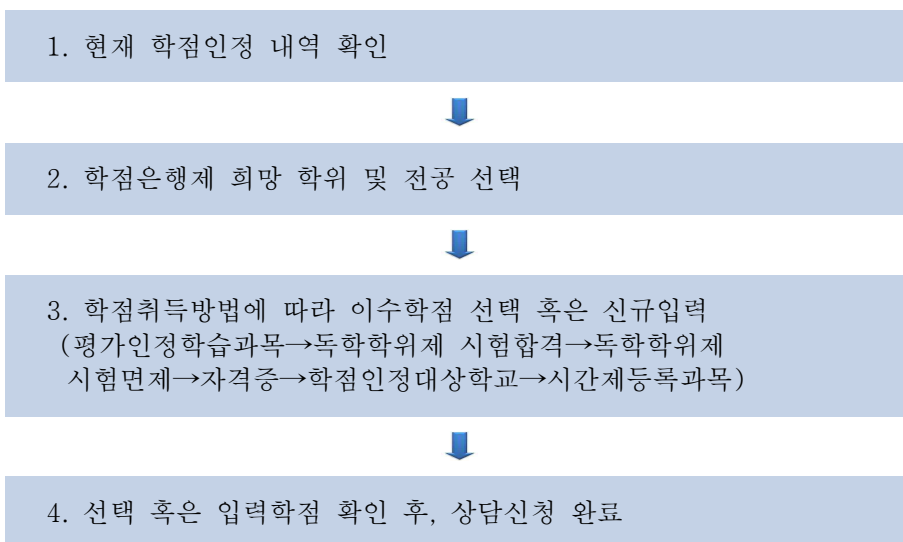 1. 현재 학점인정 내역 확인
2. 학점은행제 희망 학위 및 전공 선택
3. 학점취득방법에 따라 이수학점 선택 혹은 신규입력
(평가인정학습과목→독학학위제 시험합격→독학학위제
시험면제→자격증→학점인정대상학교→시간제등록과목)
4. 선택 혹은 입력학점 확인 후, 상담신청 완료